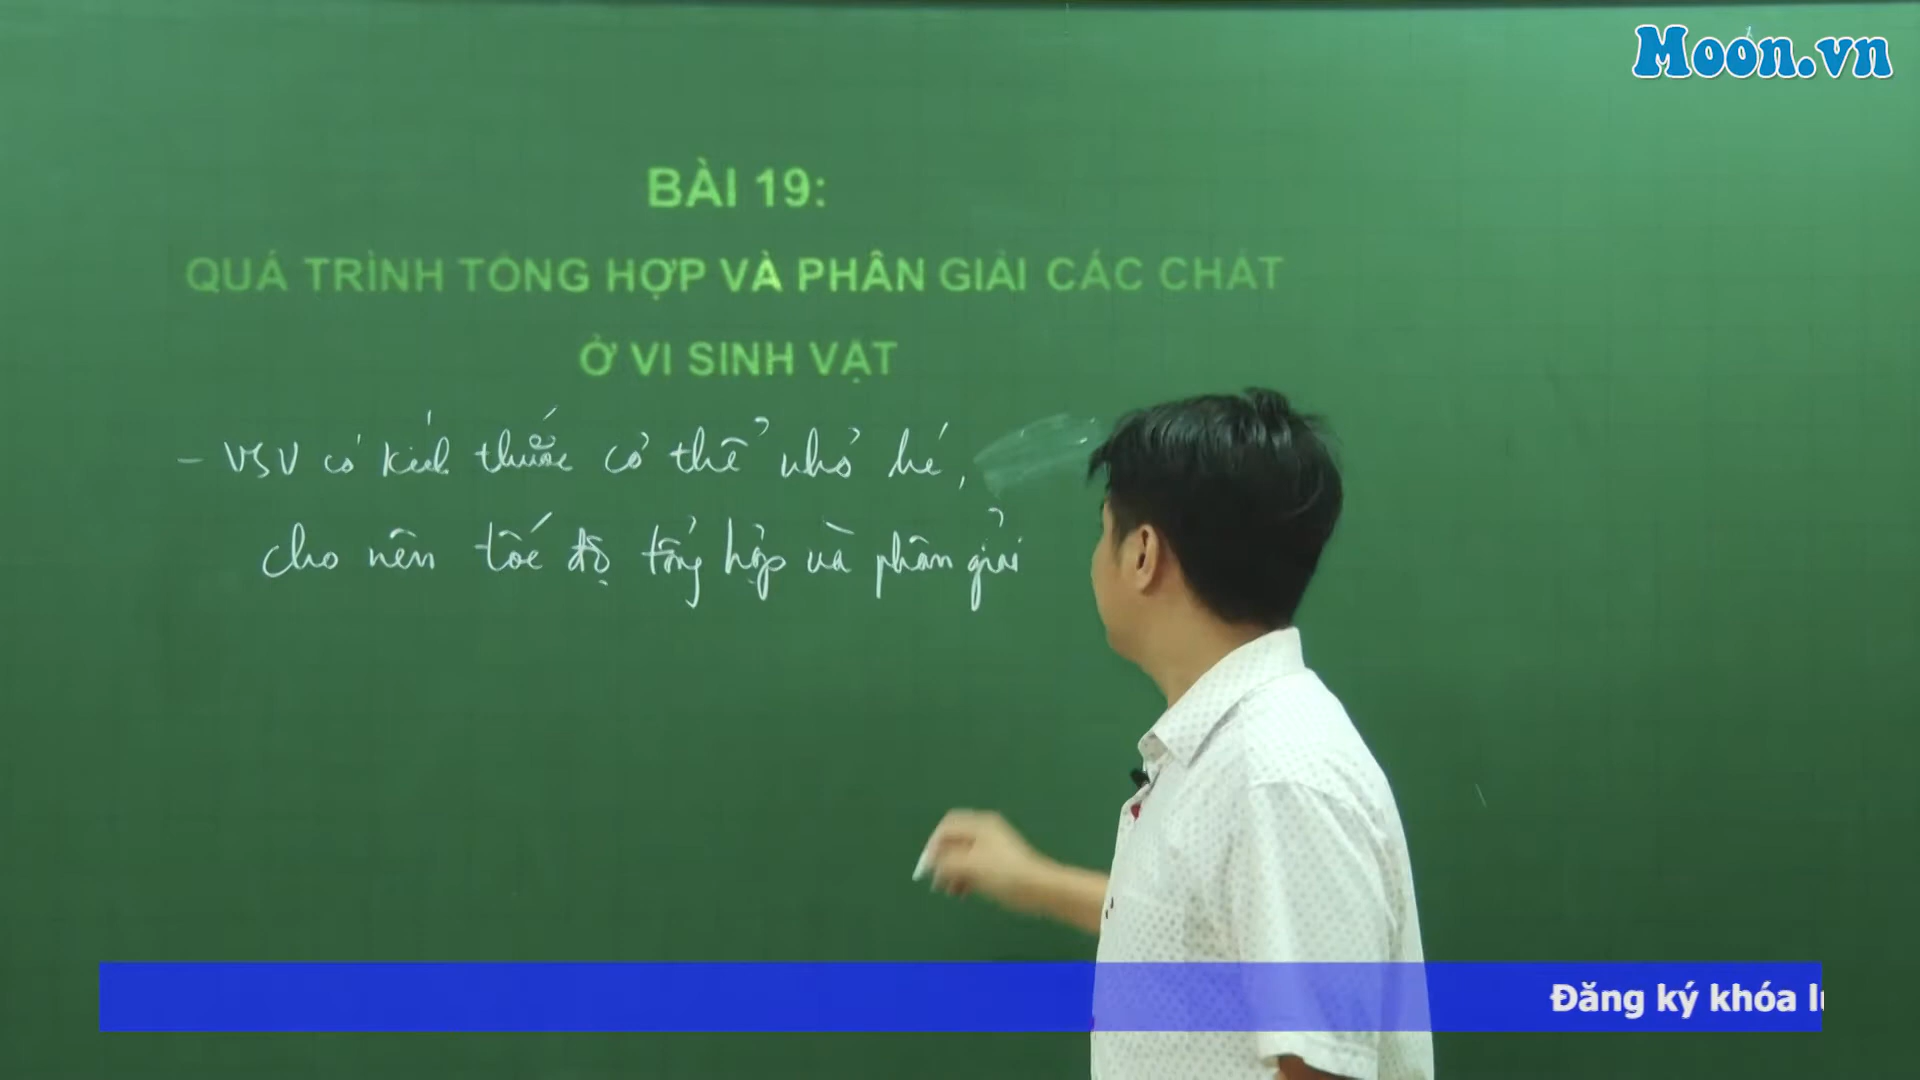 Moon.vn
BÀI 19:
QUÁ TRÌNH TỔNG HỢP VÀ PHÂN GIẢI CÁC CHẤT
Ở VI SINH VẬT
- VSV có kích thước cơ thể nhỏ bé,
cho nên tốc độ tổng hợp và phân giải
Đăng ký khóa l